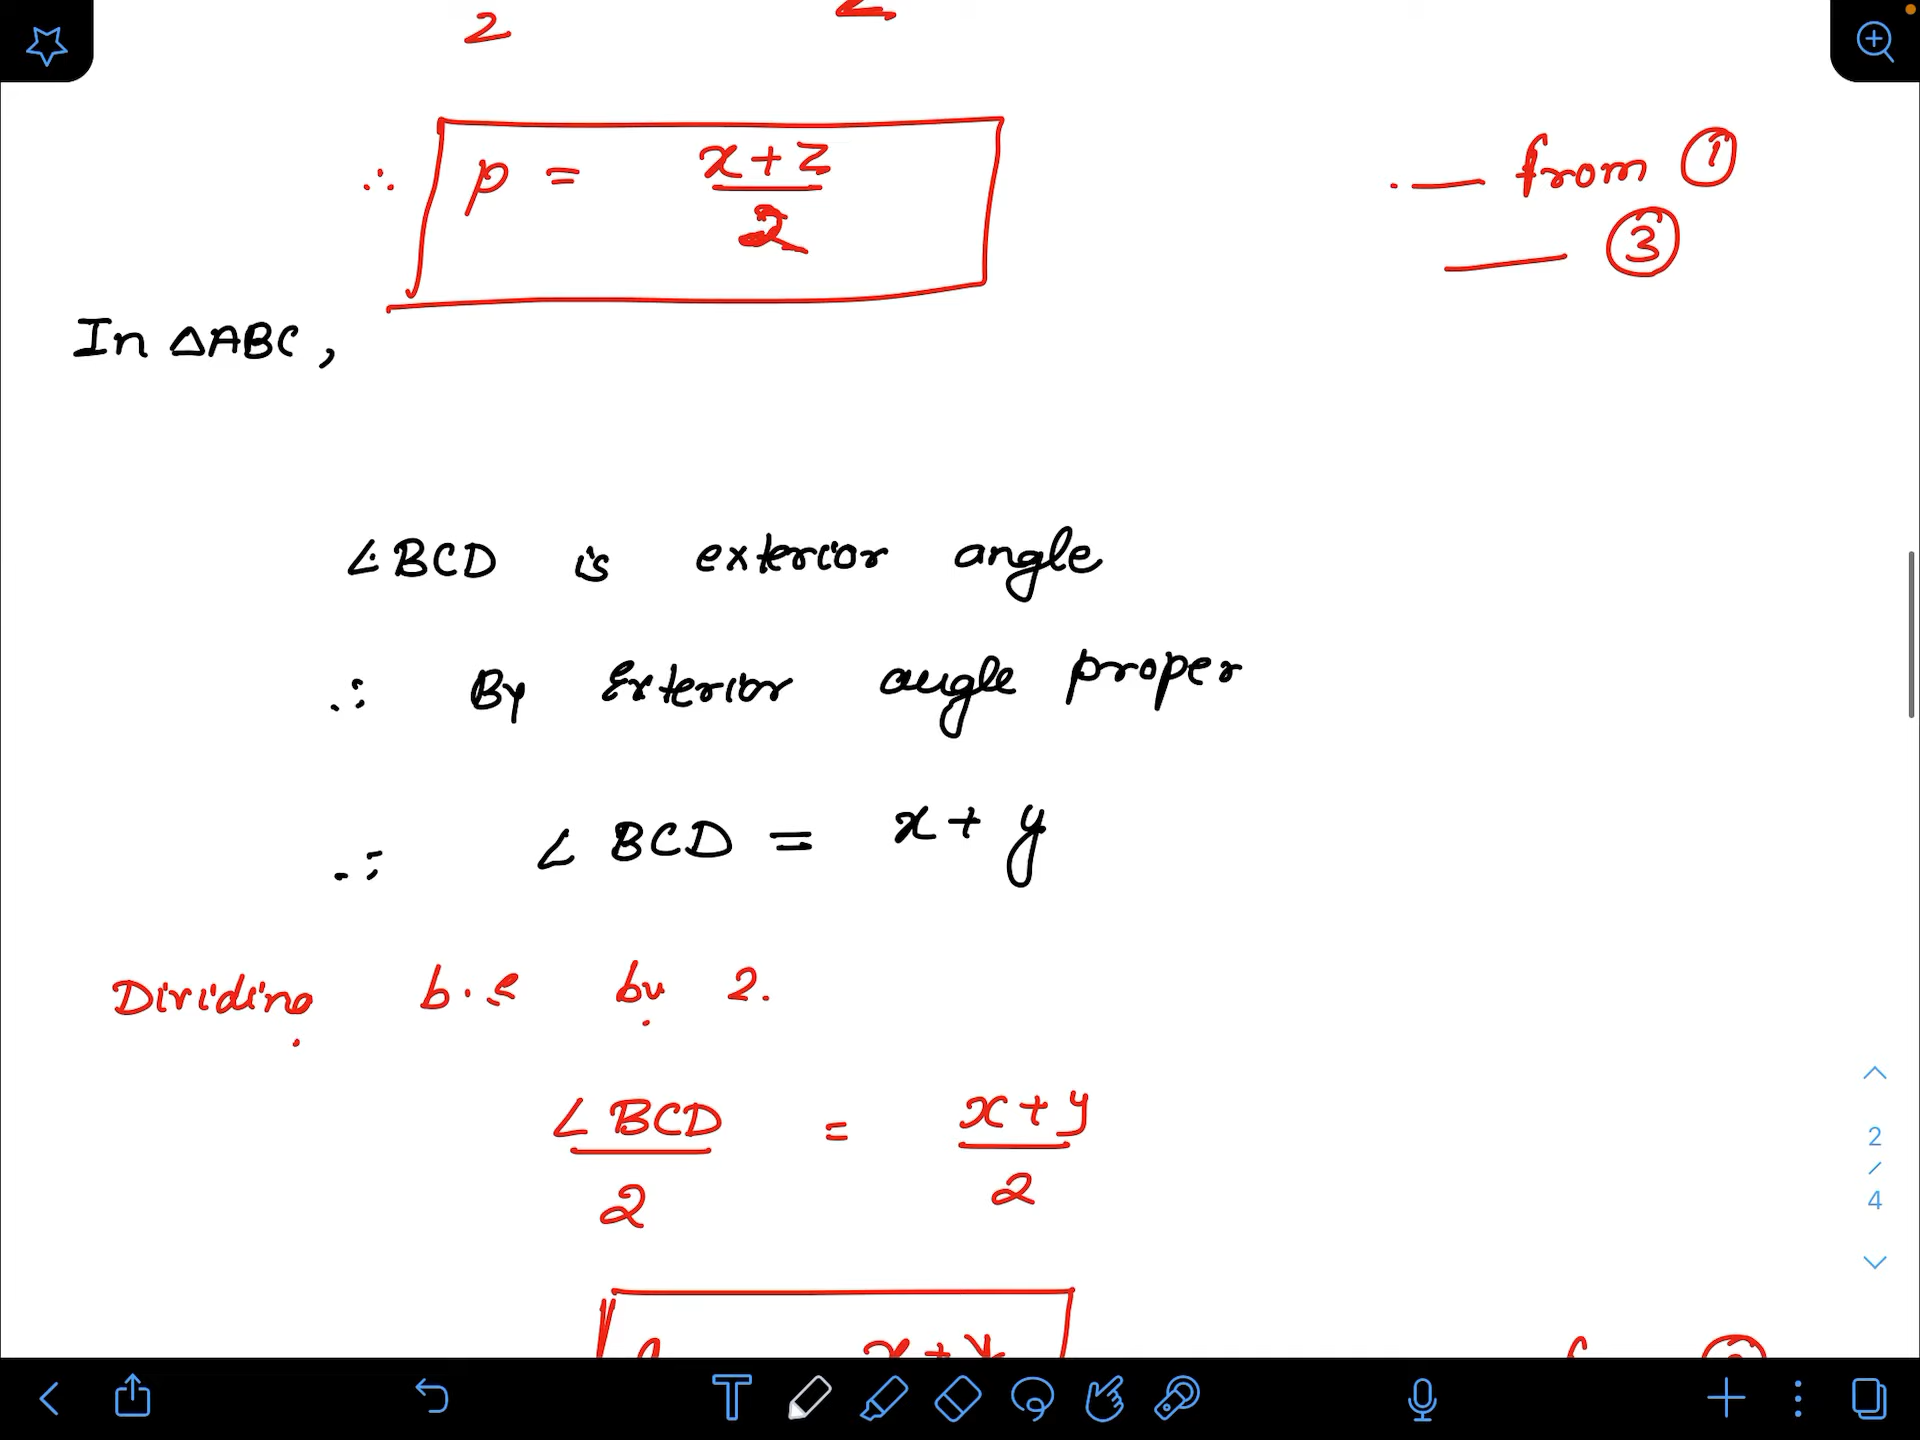 2
∴ p = x+z / 2 .— from ①
— ③
In △ABC,
∠BCD is exterior angle
∴ By Exterior angle proper
∴ ∠ BCD = x + y
Dividing b.s by 2.
∠BCD / 2 = x+y / 2
x + y
2
/
4